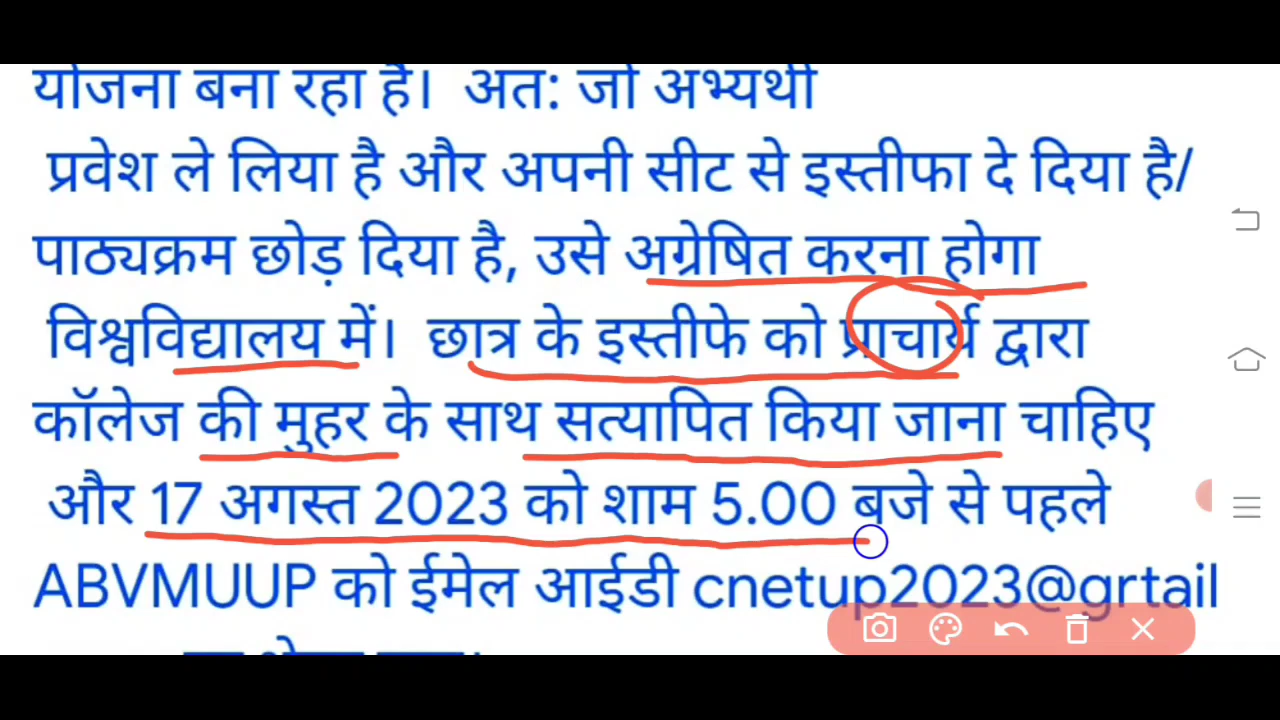 योजना बना रहा है। अत: जो अभ्यर्थी
प्रवेश ले लिया है और अपनी सीट से इस्तीफा दे दिया है/
पाठ्यक्रम छोड़ दिया है, उसे अग्रेषित करना होगा
विश्वविद्यालय में। छात्र के इस्तीफे को प्राचार्य द्वारा
कॉलेज की मुहर के साथ सत्यापित किया जाना चाहिए
और 17 अगस्त 2023 को शाम 5.00 बजे से पहले
ABVMUUP को ईमेल आईडी cnetup2023@grtail